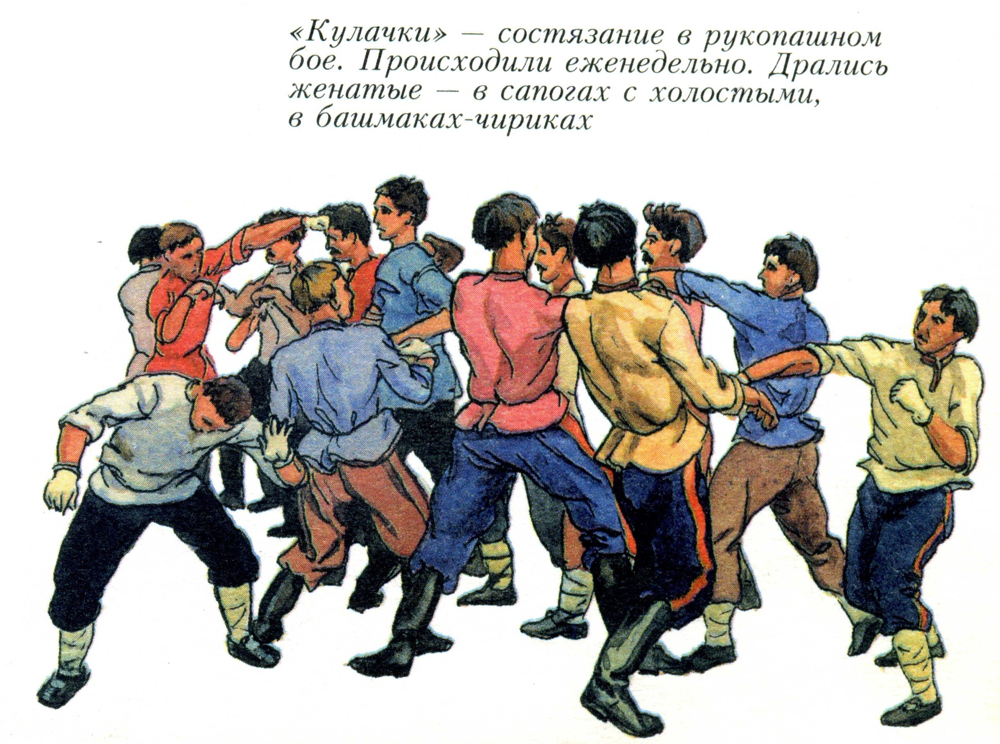 «Кулачки» — состязание в рукопашном
бое. Происходили еженедельно. Дрались
женатые — в сапогах с холостыми,
в башмаках-чириках